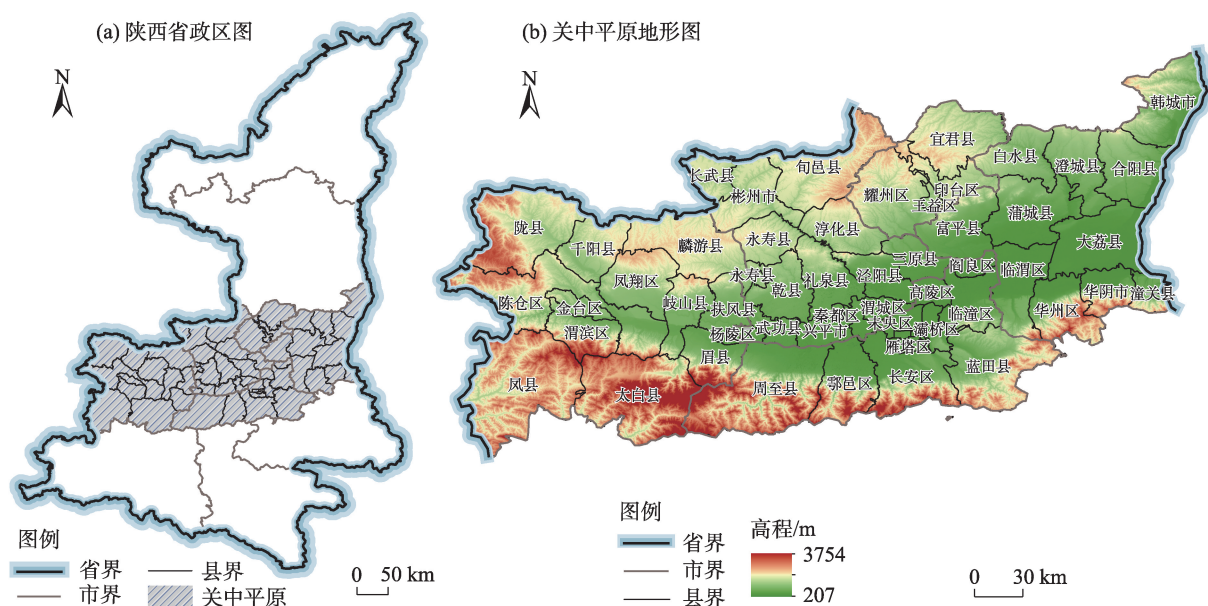 (a) 陕西省政区图
N
图例
省界
市界
县界
关中平原
0 50 km
(b) 关中平原地形图
N
韩城市
宜君县
白水县
澄城县
合阳县
长武县
旬邑县
彬州市
耀州区
印台区
王益区
蒲城县
陇县
淳化县
富平县
大荔县
千阳县
麟游县
永寿县
三原县
阎良区
临渭区
凤翔区
永寿县
礼泉县
泾阳县
乾县
高陵区
华阴市
潼关县
陈仓区
金台区
岐山县
扶风县
渭城区
秦都区
未央区
临潼区
华州区
渭滨区
杨陵区
武功县
兴平市
灞桥区
雁塔区
眉县
蓝田县
凤县
太白县
周至县
鄠邑区
长安区
图例
省界
市界
县界
高程/m
3754
207
0 30 km